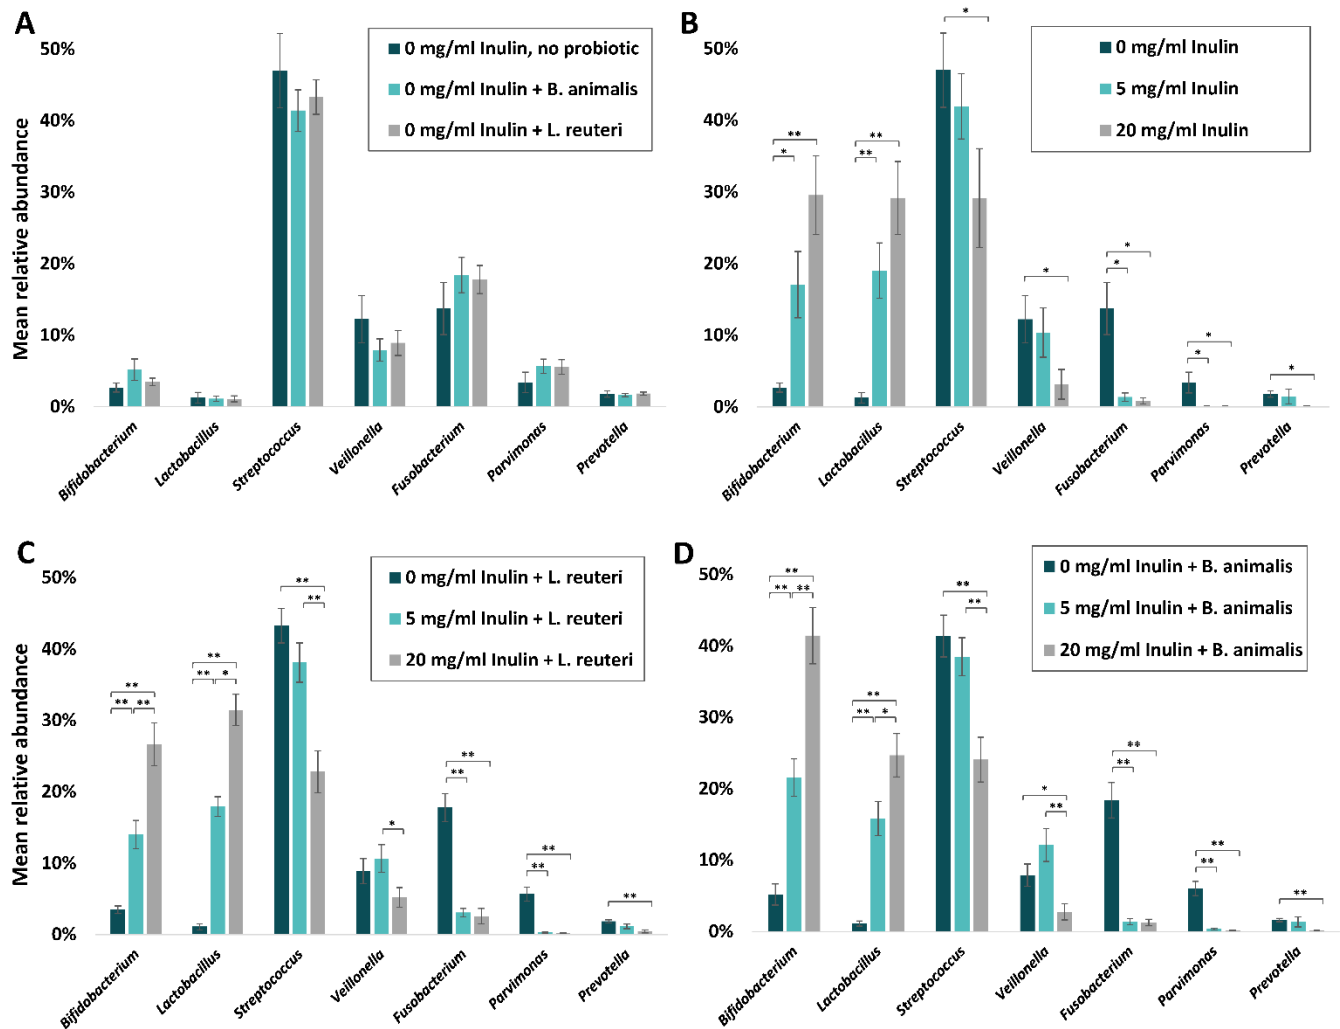 A
Mean relative abundance
50%
40%
30%
20%
10%
0%
0 mg/ml Inulin, no probiotic
0 mg/ml Inulin + B. animalis
0 mg/ml Inulin + L. reuteri
Bifidobacterium
Lactobacillus
Streptococcus
Veillonella
Fusobacterium
Parvimonas
Prevotella
B
50%
40%
30%
20%
10%
0%
0 mg/ml Inulin
5 mg/ml Inulin
20 mg/ml Inulin
**
*
**
**
*
*
*
*
*
*
*
Bifidobacterium
Lactobacillus
Streptococcus
Veillonella
Fusobacterium
Parvimonas
Prevotella
C
Mean relative abundance
50%
40%
30%
20%
10%
0%
0 mg/ml Inulin + L. reuteri
5 mg/ml Inulin + L. reuteri
20 mg/ml Inulin + L. reuteri
**
** **
**
** *
**
**
*
**
**
**
**
**
Bifidobacterium
Lactobacillus
Streptococcus
Veillonella
Fusobacterium
Parvimonas
Prevotella
D
50%
40%
30%
20%
10%
0%
0 mg/ml Inulin + B. animalis
5 mg/ml Inulin + B. animalis
20 mg/ml Inulin + B. animalis
**
** **
**
** *
**
**
*
**
**
**
**
**
**
Bifidobacterium
Lactobacillus
Streptococcus
Veillonella
Fusobacterium
Parvimonas
Prevotella